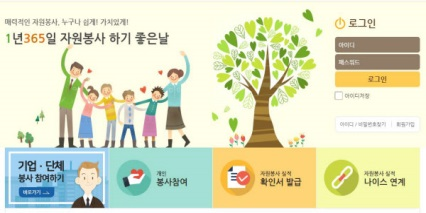 매력적인 자원봉사, 누구나 쉽게! 가치있게!
1년365일 자원봉사 하기 좋은날
로그인
아이디
패스워드
로그인
아이디저장
아이디 / 비밀번호찾기
회원가입
기업·단체
봉사 참여하기
바로가기
개인
봉사참여
자원봉사 실적
확인서 발급
자원봉사 실적
나이스 연계